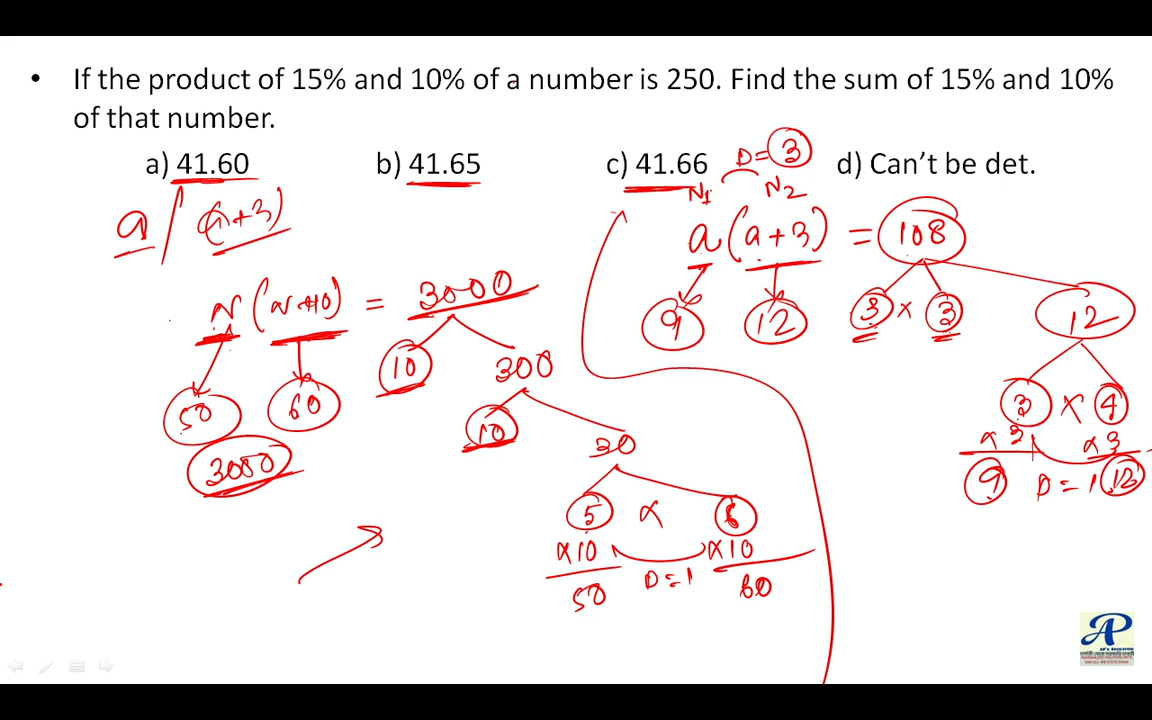 • If the product of 15% and 10% of a number is 250. Find the sum of 15% and 10%
of that number.
a) 41.60 b) 41.65 c) 41.66 d) Can't be det.
D = 3
N1 N2
a / (a+3)
a (a+3) = 108
N (N+10) = 3000
9 12
3 × 3 12
10 300
50 60
3 × 4
10 30
×3 ×3
3000
9 D = 1 12
5 × 6
×10 ×10
50 D = 1 60
AP
AP's EDUCATION